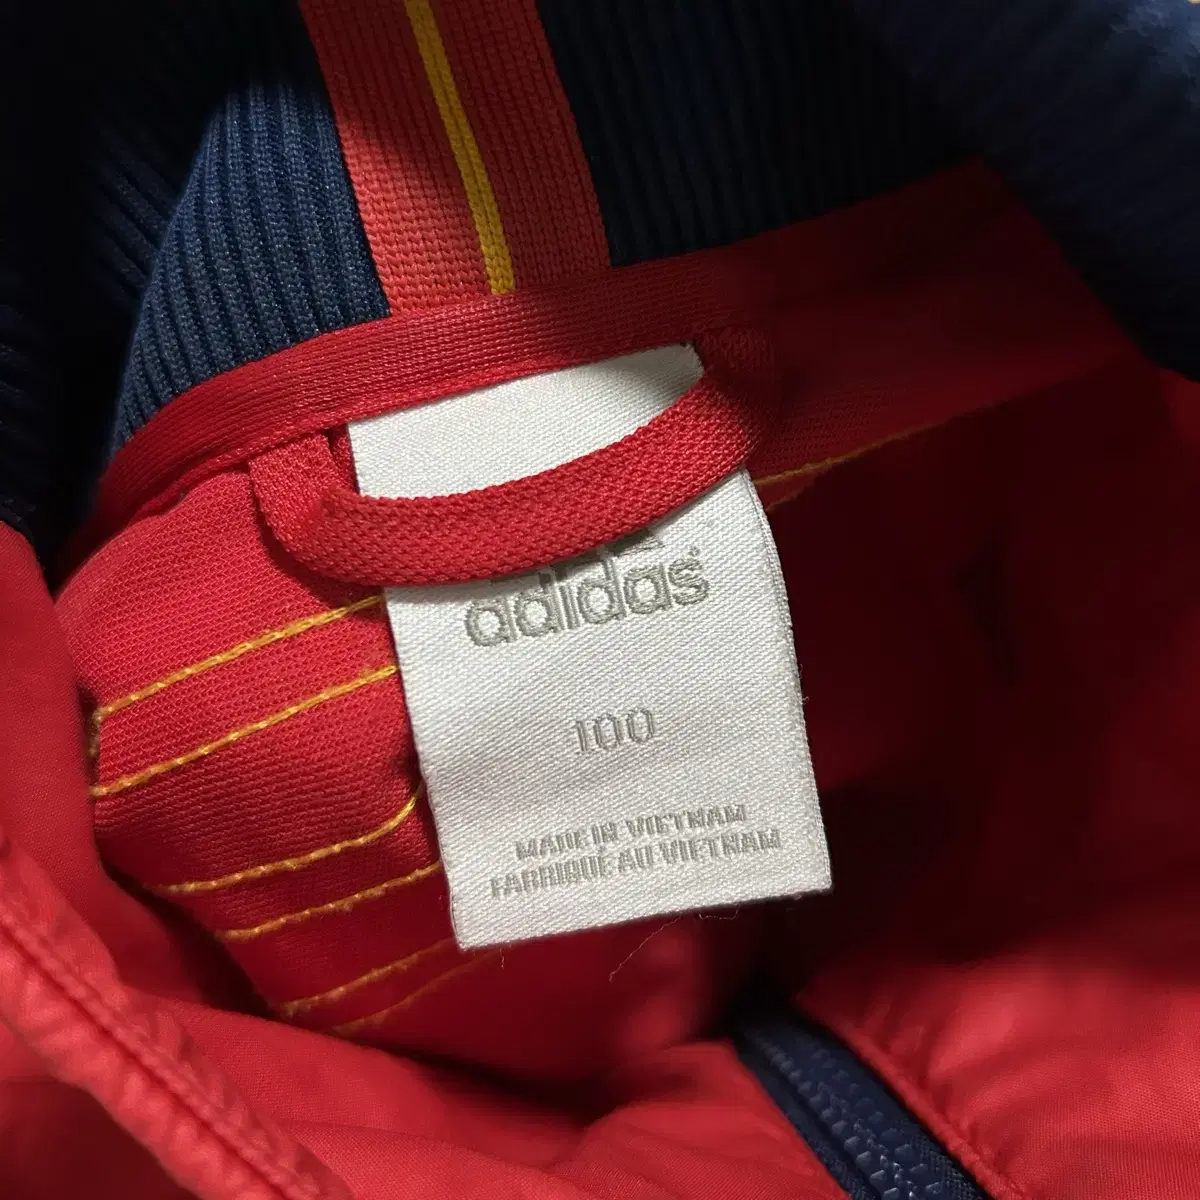 adidas
100
MADE IN VIETNAM
FABRIQUÉ AU VIETNAM